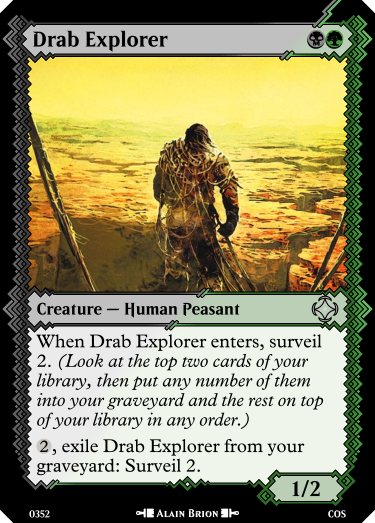 Drab Explorer
Creature — Human Peasant
When Drab Explorer enters, surveil
2. (Look at the top two cards of your
library, then put any number of them
into your graveyard and the rest on top
of your library in any order.)
2, exile Drab Explorer from your
graveyard: Surveil 2.
1/2
0352
Alain Brion
COS